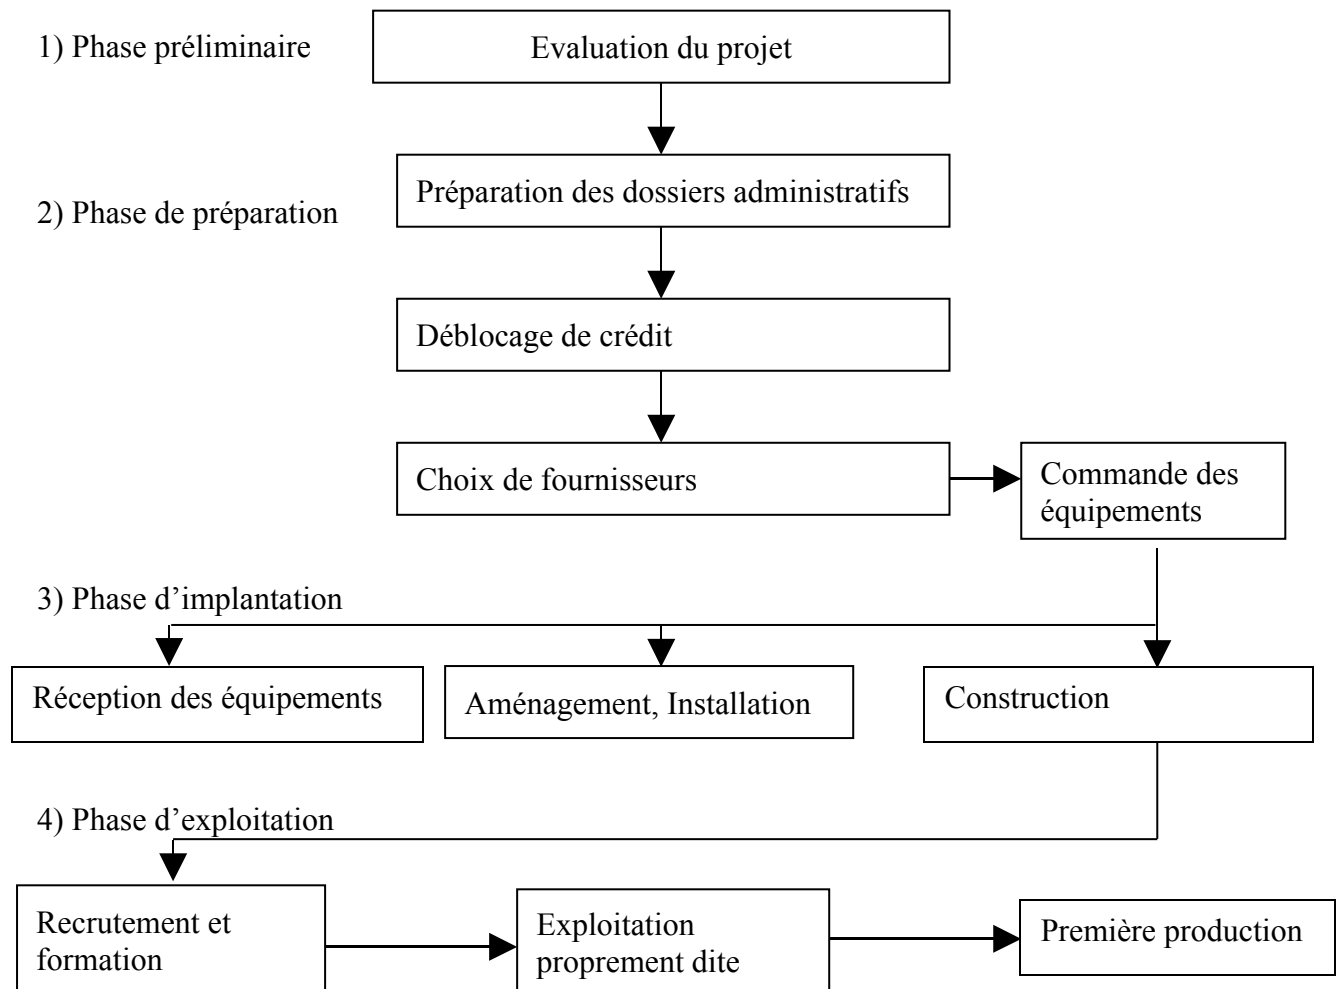 1) Phase préliminaire
Evaluation du projet
2) Phase de préparation
Préparation des dossiers administratifs
Déblocage de crédit
Choix de fournisseurs
Commande des
équipements
3) Phase d’implantation
Réception des équipements
Aménagement, Installation
Construction
4) Phase d’exploitation
Recrutement et
formation
Exploitation
proprement dite
Première production